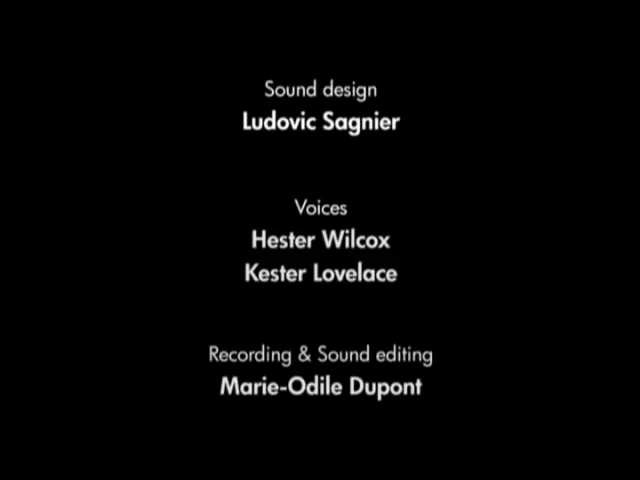 Sound design
Ludovic Sagnier
Voices
Hester Wilcox
Kester Lovelace
Recording & Sound editing
Marie-Odile Dupont